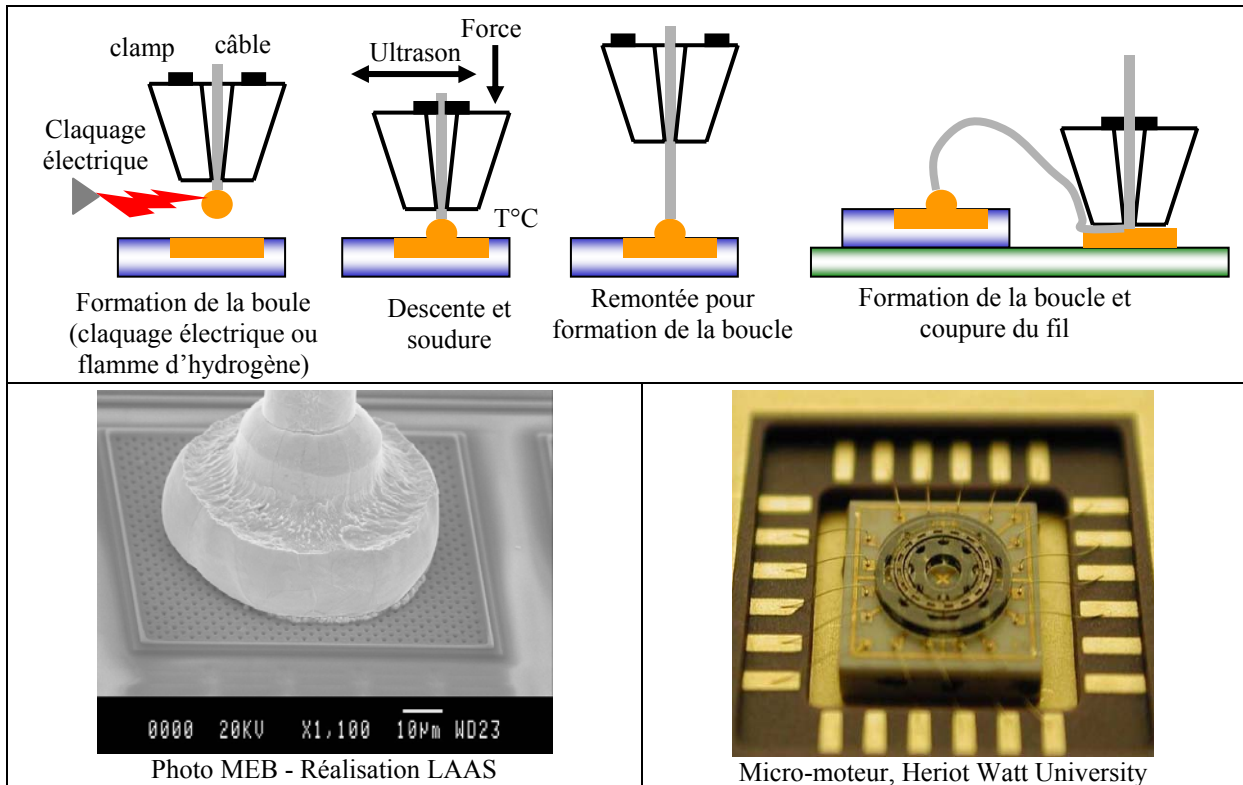 clamp
câble
Claquage
électrique
Formation de la boule
(claquage électrique ou
flamme d’hydrogène)
Ultrason
Force
T°C
Descente et
soudure
Remontée pour
formation de la boucle
Formation de la boucle et
coupure du fil
0000 20KV X1,100 10µm WD23
Photo MEB - Réalisation LAAS
Micro-moteur, Heriot Watt University